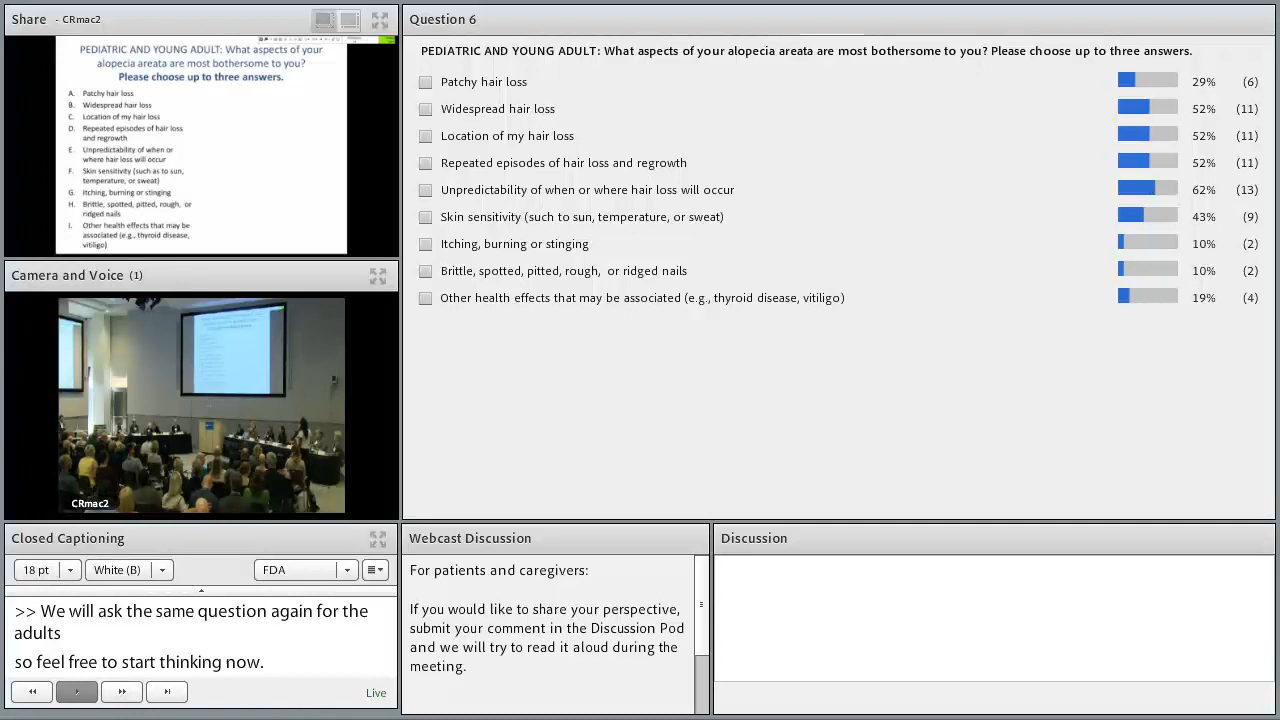 Share - CRmac2
PEDIATRIC AND YOUNG ADULT: What aspects of your
alopecia areata are most bothersome to you?
Please choose up to three answers.
A. Patchy hair loss
B. Widespread hair loss
C. Location of my hair loss
D. Repeated episodes of hair loss
and regrowth
E. Unpredictability of when or
where hair loss will occur
F. Skin sensitivity (such as to sun,
temperature, or sweat)
G. Itching, burning or stinging
H. Brittle, spotted, pitted, rough, or
ridged nails
I. Other health effects that may be
associated (e.g., thyroid disease,
vitiligo)
Camera and Voice (1)
CRmac2
Question 6
PEDIATRIC AND YOUNG ADULT: What aspects of your alopecia areata are most bothersome to you? Please choose up to three answers.
Patchy hair loss 29% (6)
Widespread hair loss 52% (11)
Location of my hair loss 52% (11)
Repeated episodes of hair loss and regrowth 52% (11)
Unpredictability of when or where hair loss will occur 62% (13)
Skin sensitivity (such to sun, temperature, or sweat) 43% (9)
Itching, burning or stinging 10% (2)
Brittle, spotted, pitted, rough, or ridged nails 10% (2)
Other health effects that may be associated (e.g., thyroid disease, vitiligo) 19% (4)
Closed Captioning
18 pt White (B) FDA
>> We will ask the same question again for the
adults
so feel free to start thinking now.
Live
Webcast Discussion
For patients and caregivers:
If you would like to share your perspective,
submit your comment in the Discussion Pod
and we will try to read it aloud during the
meeting.
Discussion